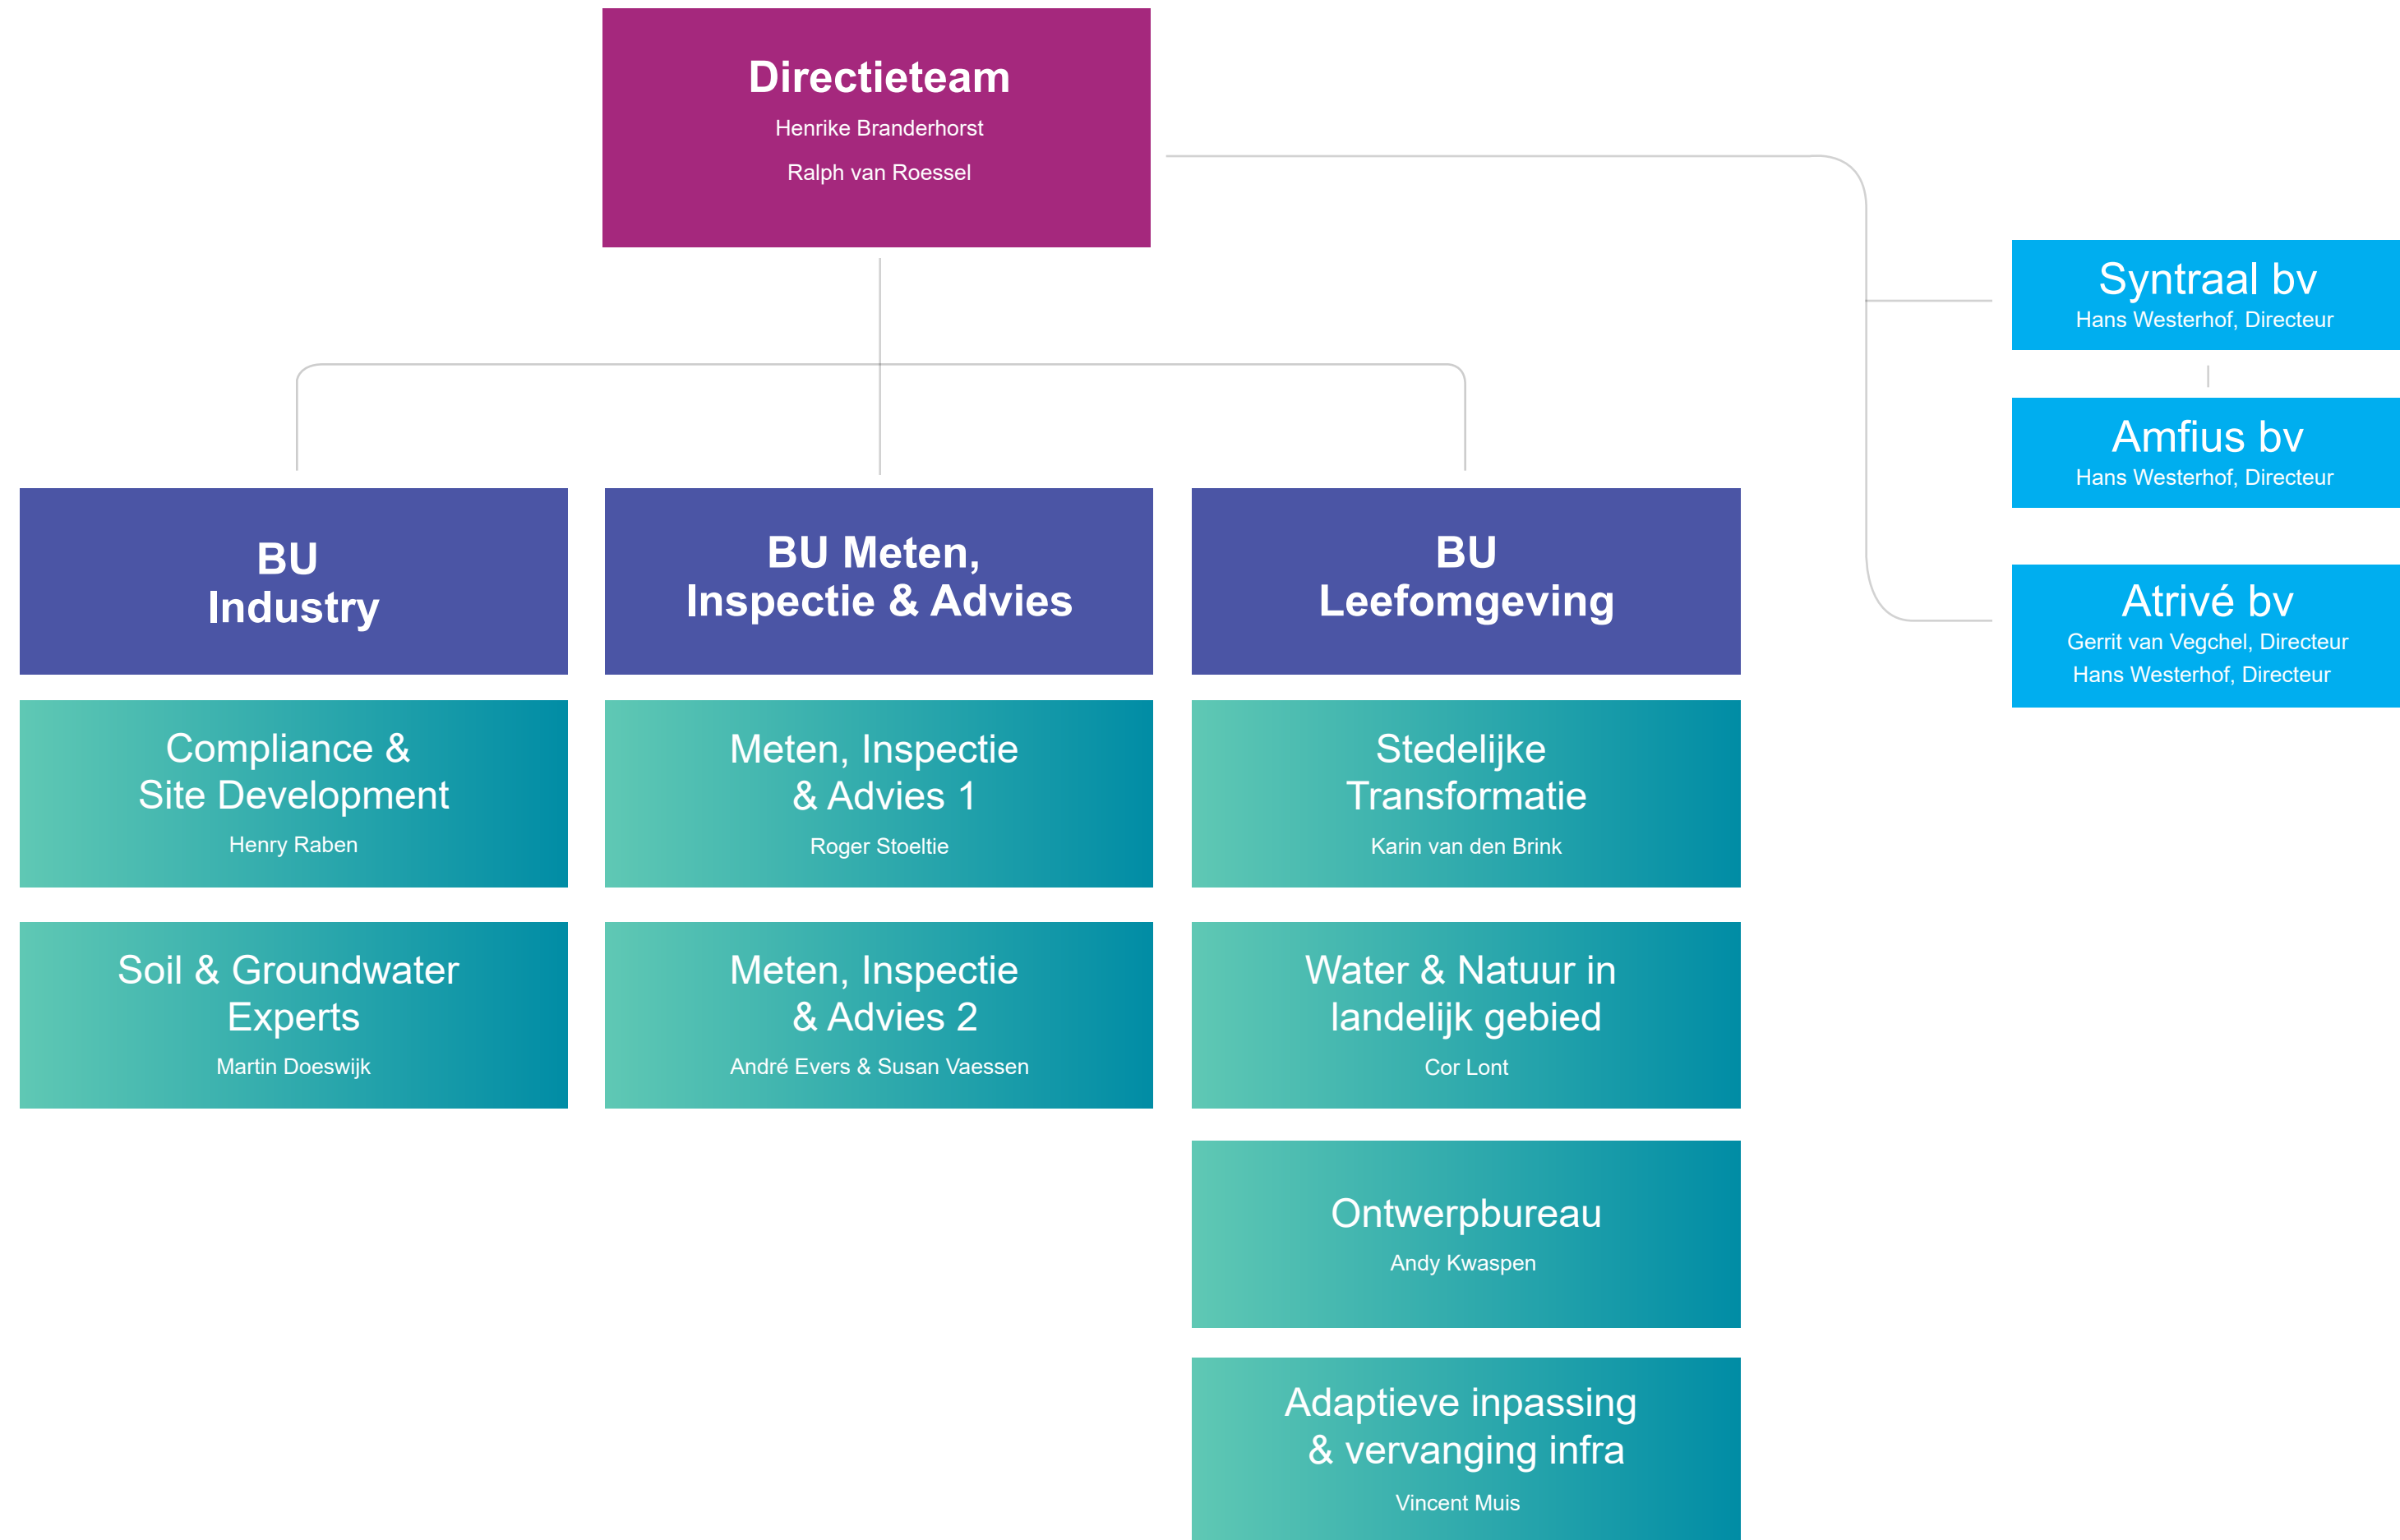 Directieteam
Henrike Branderhorst
Ralph van Roessel
Syntraal bv
Hans Westerhof, Directeur
Amfius bv
Hans Westerhof, Directeur
Atrivé bv
Gerrit van Vegchel, Directeur
Hans Westerhof, Directeur
BU
Industry
Compliance &
Site Development
Henry Raben
Soil & Groundwater
Experts
Martin Doeswijk
BU Meten,
Inspectie & Advies
Meten, Inspectie
& Advies 1
Roger Stoeltie
Meten, Inspectie
& Advies 2
André Evers & Susan Vaessen
BU
Leefomgeving
Stedelijke
Transformatie
Karin van den Brink
Water & Natuur in
landelijk gebied
Cor Lont
Ontwerpbureau
Andy Kwaspen
Adaptieve inpassing
& vervanging infra
Vincent Muis